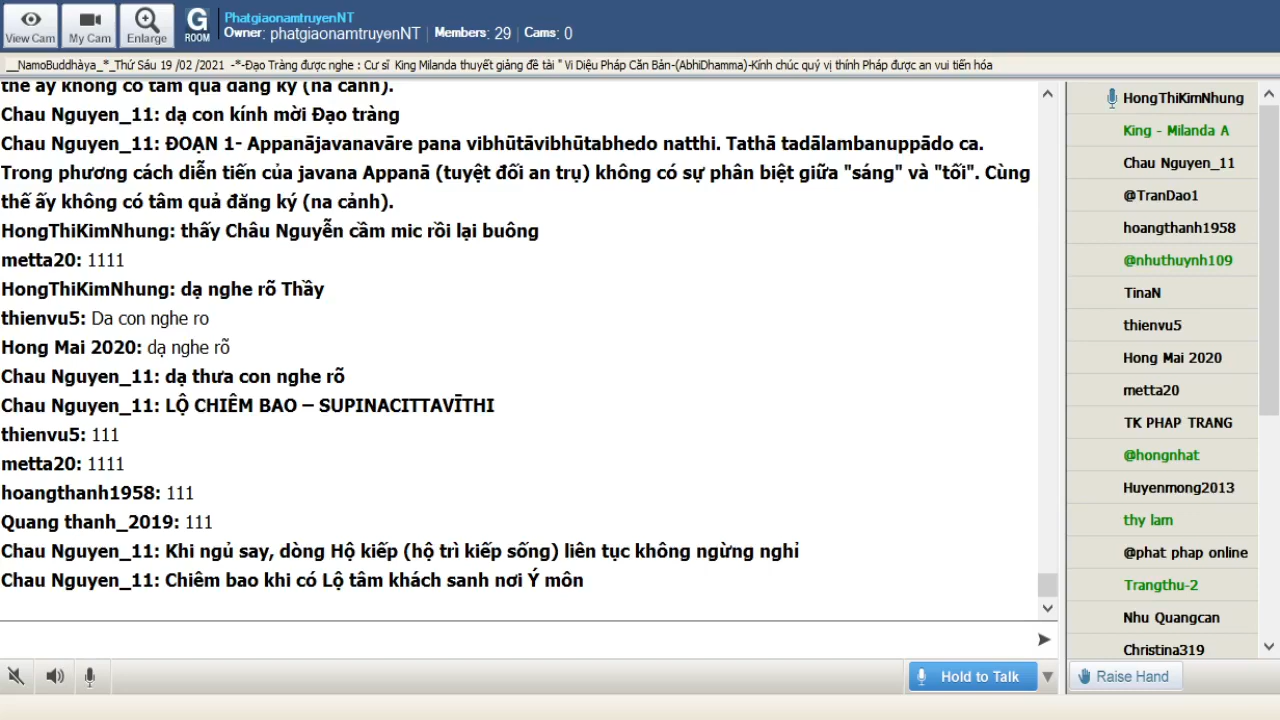 View Cam
My Cam
Enlarge
G
ROOM
PhatgiaonamtruyenNT
Owner: phatgiaonamtruyenNT | Members: 29 | Cams: 0
__NamoBuddhàya_*_Thứ Sáu 19 /02 /2021 -*-Đạo Tràng được nghe : Cư sĩ King Milanda thuyết giảng đề tài " Vi Diệu Pháp Căn Bản-(AbhiDhamma)-Kính chúc quý vị thính Pháp được an vui tiến hóa
thế ấy không có tâm quả đăng ký (na cảnh).
Chau Nguyen_11: dạ con kính mời Đạo tràng
Chau Nguyen_11: ĐOẠN 1- Appanājavanavāre pana vibhūtāvibhūtabhedo natthi. Tathā tadālambanuppādo ca.
Trong phương cách diễn tiến của javana Appanā (tuyệt đối an trụ) không có sự phân biệt giữa "sáng" và "tối". Cùng
thế ấy không có tâm quả đăng ký (na cảnh).
HongThiKimNhung: thấy Châu Nguyễn cầm mic rồi lại buông
metta20: 1111
HongThiKimNhung: dạ nghe rõ Thầy
thienvu5: Da con nghe ro
Hong Mai 2020: dạ nghe rõ
Chau Nguyen_11: dạ thưa con nghe rõ
Chau Nguyen_11: LỘ CHIÊM BAO – SUPINACITTAVĪTHI
thienvu5: 111
metta20: 1111
hoangthanh1958: 111
Quang thanh_2019: 111
Chau Nguyen_11: Khi ngủ say, dòng Hộ kiếp (hộ trì kiếp sống) liên tục không ngừng nghỉ
Chau Nguyen_11: Chiêm bao khi có Lộ tâm khách sanh nơi Ý môn
HongThiKimNhung
King - Milanda A
Chau Nguyen_11
@TranDao1
hoangthanh1958
@nhuthuynh109
TinaN
thienvu5
Hong Mai 2020
metta20
TK PHAP TRANG
@hongnhat
Huyenmong2013
thy lam
@phat phap online
Trangthu-2
Nhu Quangcan
Christina319
Hold to Talk
Raise Hand